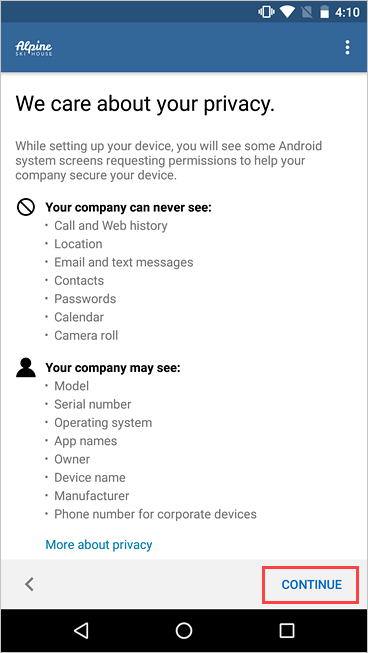 4:10
Alpine
SKI HOUSE
We care about your privacy.
While setting up your device, you will see some Android
system screens requesting permissions to help your
company secure your device.
Your company can never see:
• Call and Web history
• Location
• Email and text messages
• Contacts
• Passwords
• Calendar
• Camera roll
Your company may see:
• Model
• Serial number
• Operating system
• App names
• Owner
• Device name
• Manufacturer
• Phone number for corporate devices
More about privacy
CONTINUE